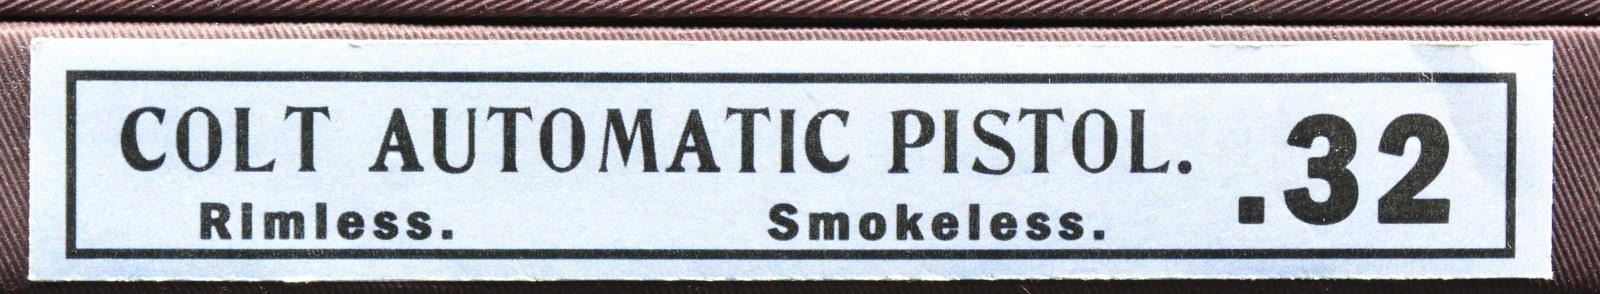 COLT AUTOMATIC PISTOL. .32
Rimless. Smokeless.